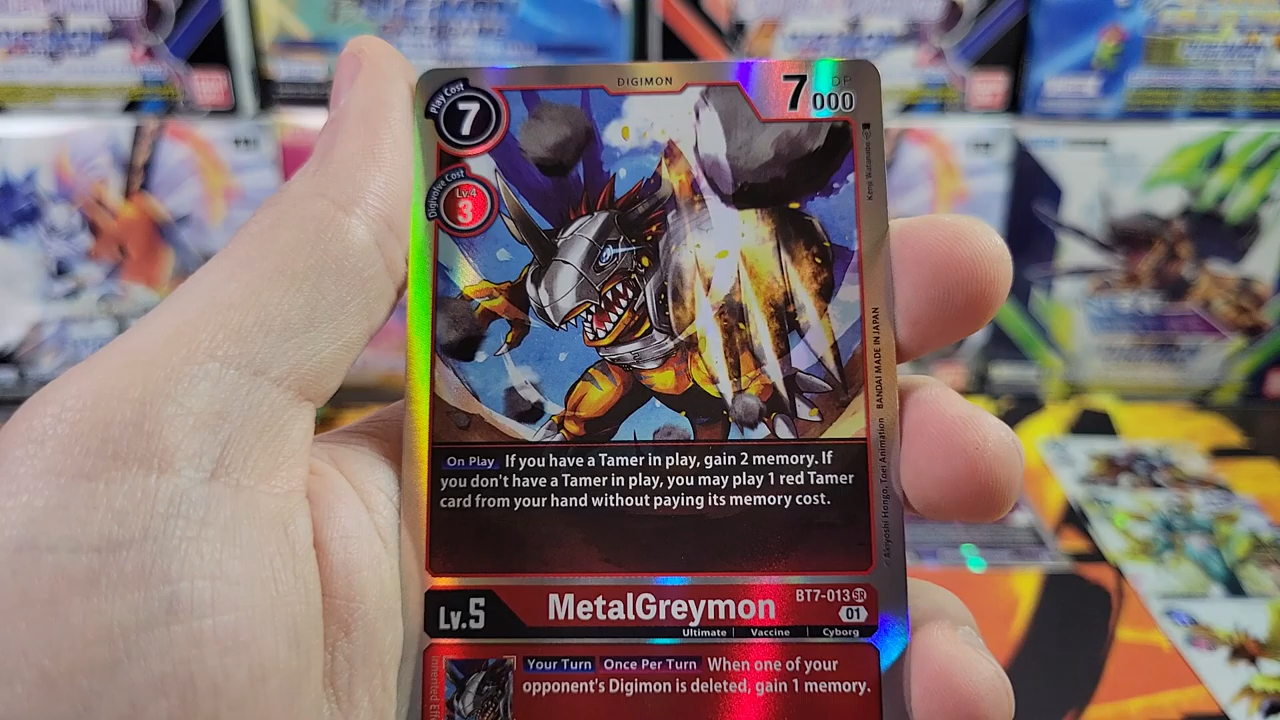 DIGIMON
Play Cost
7
7000
DP
Digivolve Cost
Lv.4
3
Kenji Watanabe
©Akiyoshi Hongo, Toei Animation BANDAI MADE IN JAPAN
On Play If you have a Tamer in play, gain 2 memory. If
you don't have a Tamer in play, you may play 1 red Tamer
card from your hand without paying its memory cost.
BT7-013 SR
Lv.5 MetalGreymon 01
Ultimate | Vaccine | Cyborg
Your Turn Once Per Turn When one of your
opponent's Digimon is deleted, gain 1 memory.
Inherited